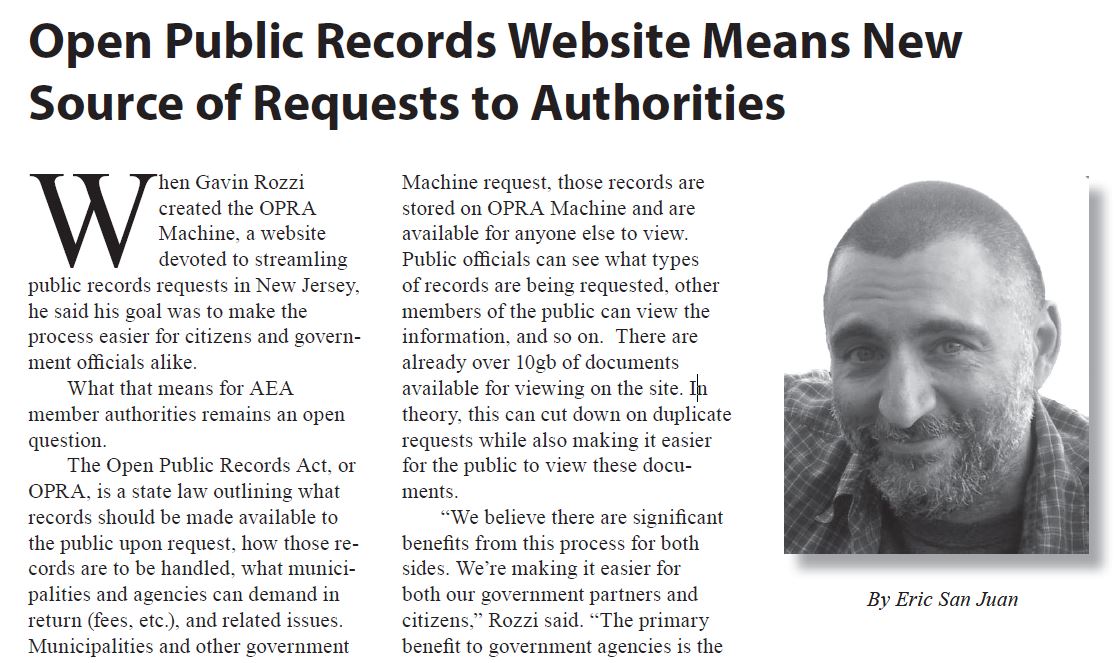 Open Public Records Website Means New
Source of Requests to Authorities
When Gavin Rozzi
created the OPRA
Machine, a website
devoted to streamling
public records requests in New Jersey,
he said his goal was to make the
process easier for citizens and govern-
ment officials alike.
What that means for AEA
member authorities remains an open
question.
The Open Public Records Act, or
OPRA, is a state law outlining what
records should be made available to
the public upon request, how those re-
cords are to be handled, what munici-
palities and agencies can demand in
return (fees, etc.), and related issues.
Municipalities and other government
Machine request, those records are
stored on OPRA Machine and are
available for anyone else to view.
Public officials can see what types
of records are being requested, other
members of the public can view the
information, and so on.  There are
already over 10gb of documents
available for viewing on the site. In
theory, this can cut down on duplicate
requests while also making it easier
for the public to view these docu-
ments.
“We believe there are significant
benefits from this process for both
sides. We’re making it easier for
both our government partners and
citizens,” Rozzi said. “The primary
benefit to government agencies is the
By Eric San Juan